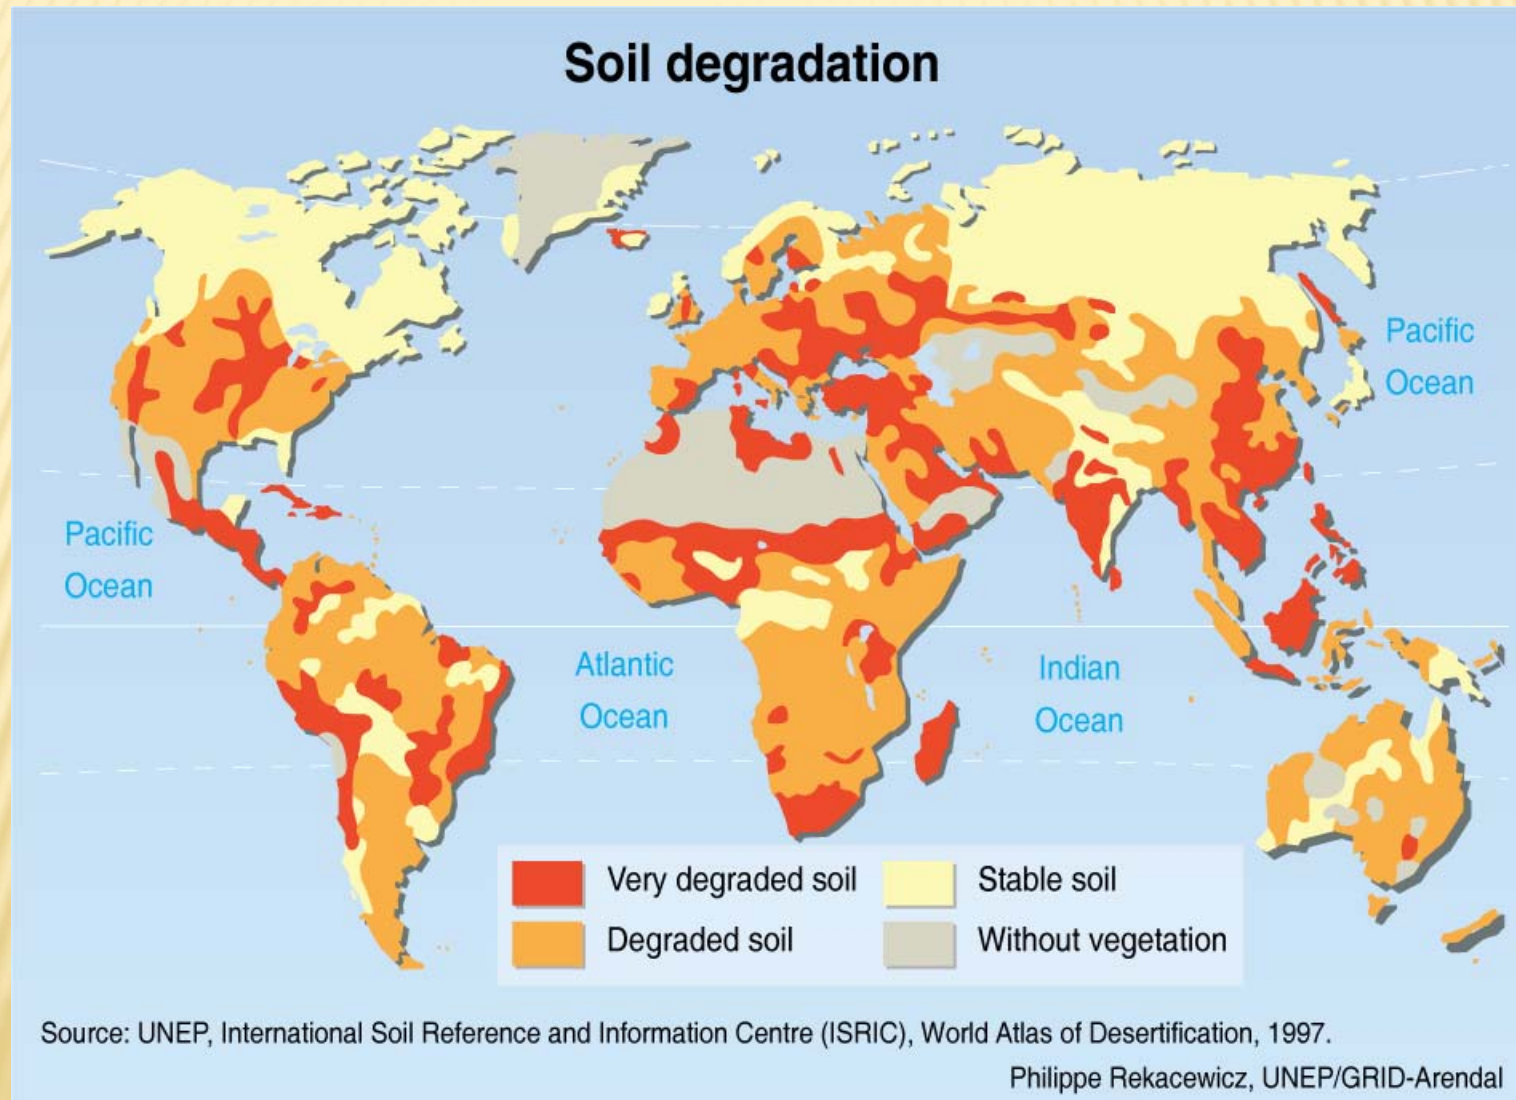 Soil degradation
Pacific
Ocean
Pacific
Ocean
Atlantic
Ocean
Indian
Ocean
Very degraded soil
Stable soil
Degraded soil
Without vegetation
Source: UNEP, International Soil Reference and Information Centre (ISRIC), World Atlas of Desertification, 1997.
Philippe Rekacewicz, UNEP/GRID-Arendal